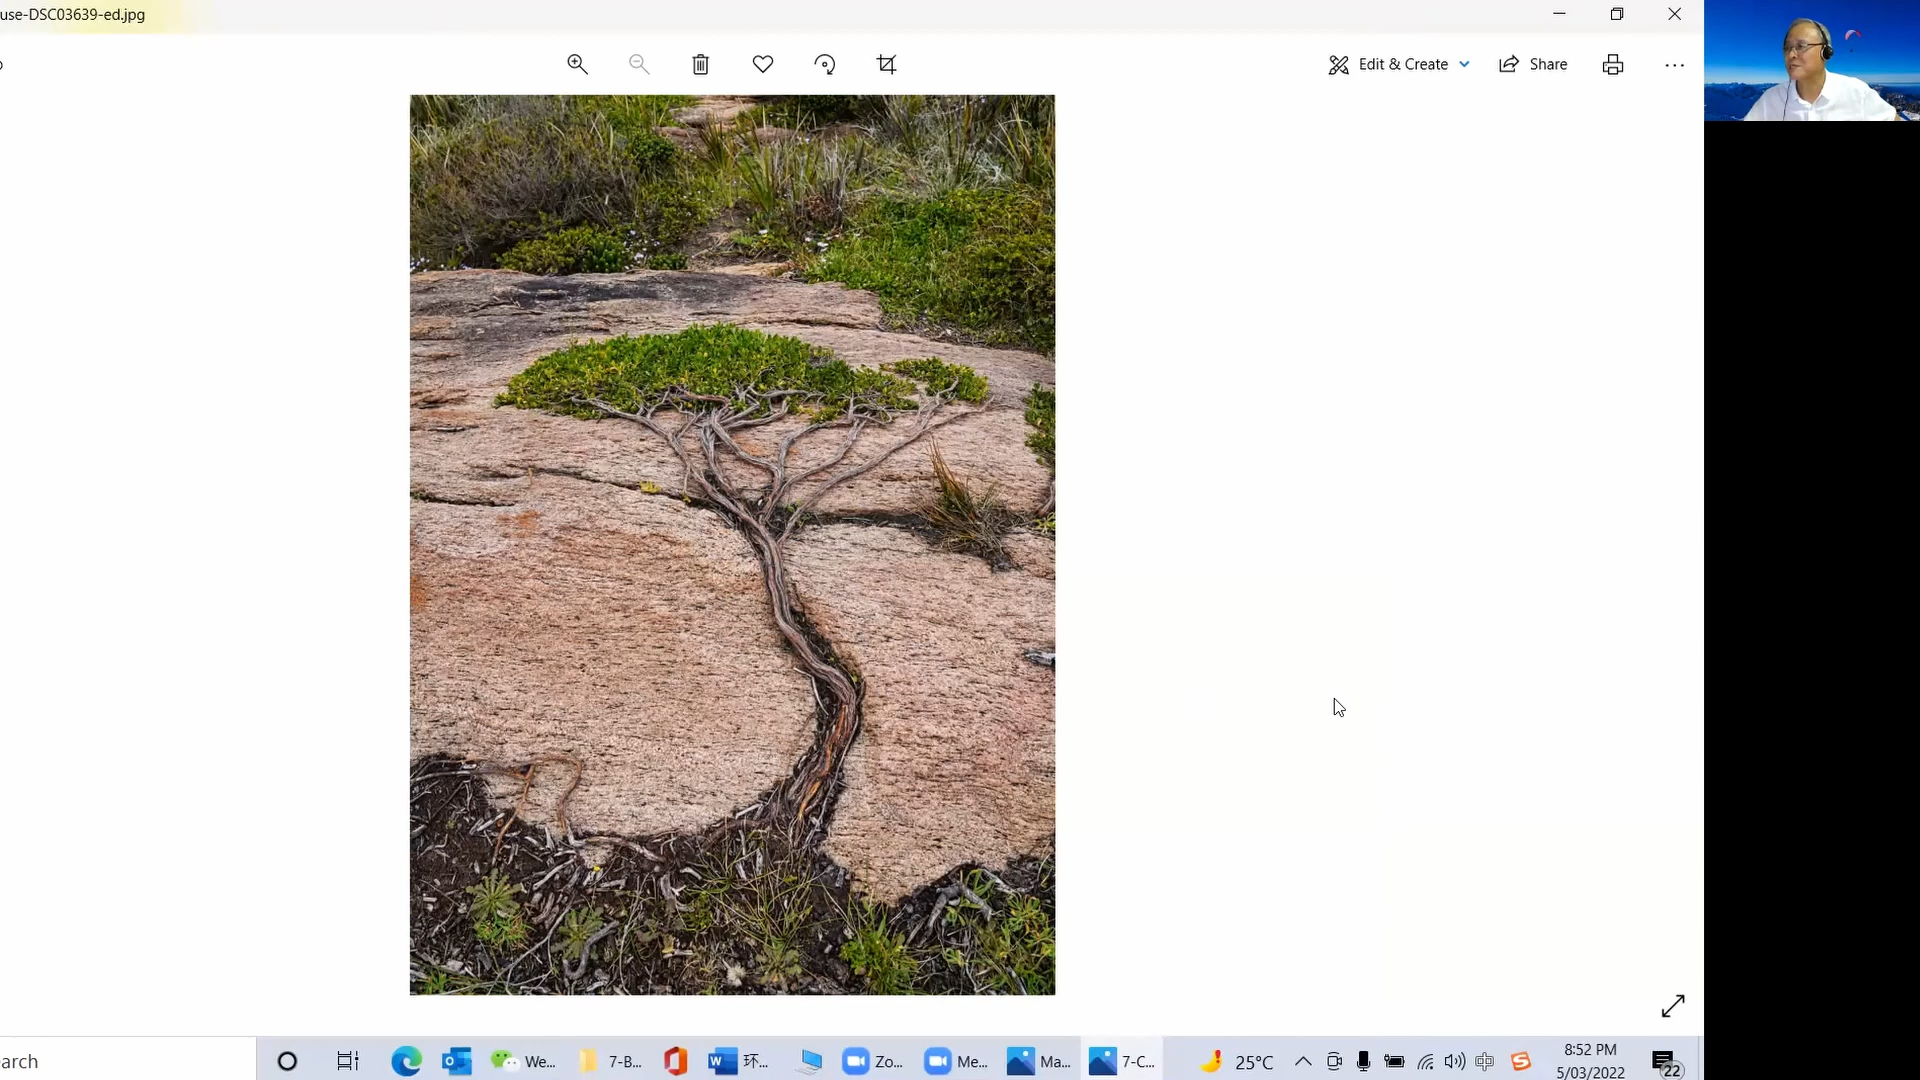 use-DSC03639-ed.jpg
Edit & Create
Share
arch
We...
7-B...
W
环...
Zo...
Me...
Ma...
7-C...
25°C
8:52 PM
5/03/2022
22